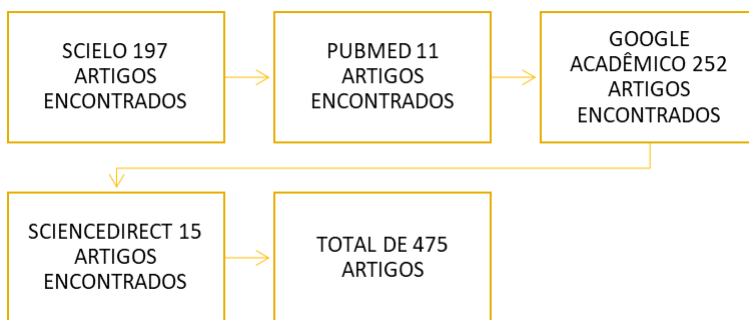 SCIELO 197
ARTIGOS
ENCONTRADOS
PUBMED 11
ARTIGOS
ENCONTRADOS
GOOGLE
ACADÊMICO 252
ARTIGOS
ENCONTRADOS
SCIENCEDIRECT 15
ARTIGOS
ENCONTRADOS
TOTAL DE 475
ARTIGOS